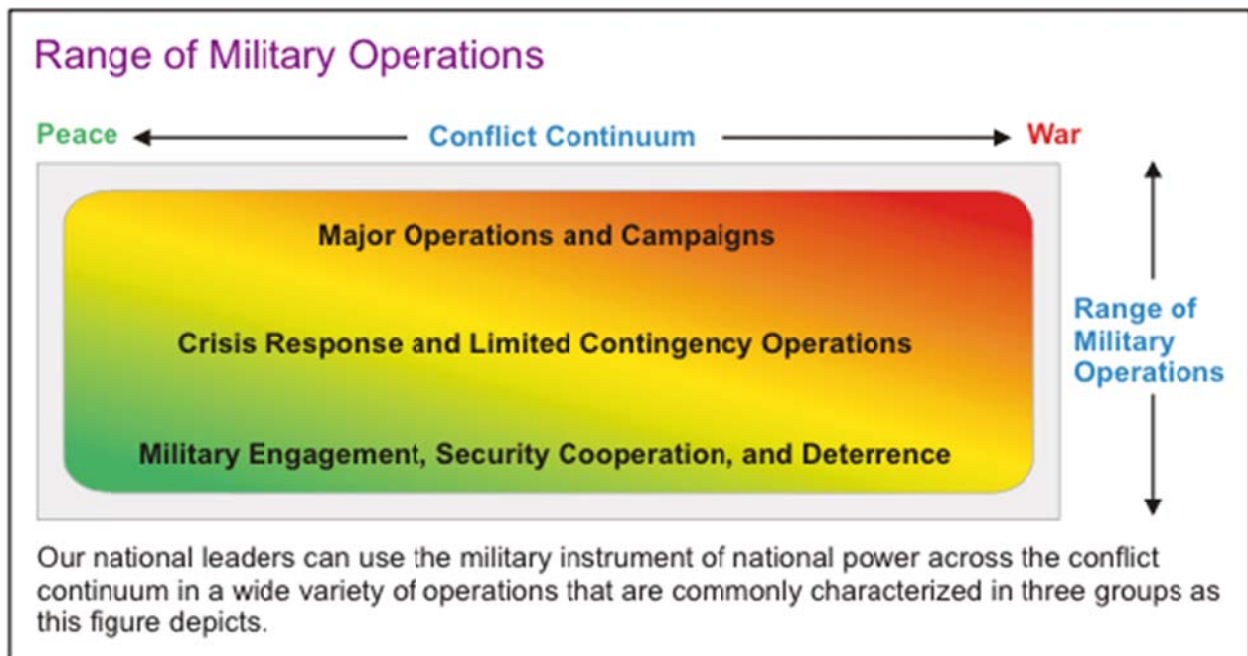 Range of Military Operations
Peace Conflict Continuum War
Major Operations and Campaigns
Crisis Response and Limited Contingency Operations
Military Engagement, Security Cooperation, and Deterrence
Range of
Military
Operations
Our national leaders can use the military instrument of national power across the conflict
continuum in a wide variety of operations that are commonly characterized in three groups as
this figure depicts.